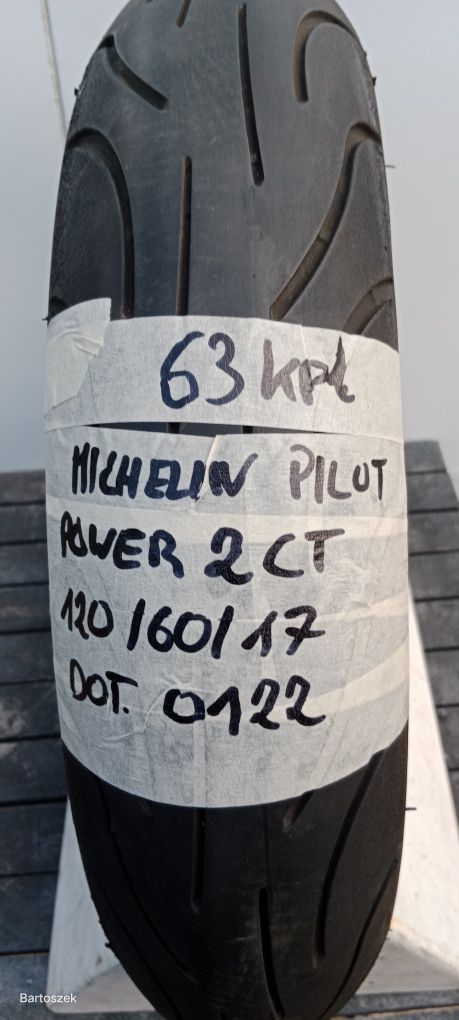 63 kpl
MICHELIN PILOT
POWER 2CT
120/60/17
DOT. 0122
Bartoszek